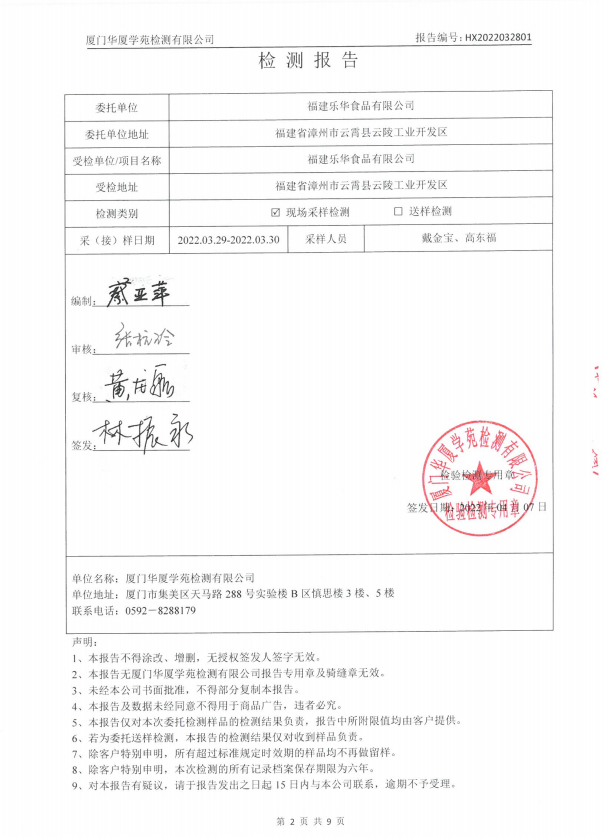 厦门华厦学苑检测有限公司 报告编号: HX2022032801
检 测 报 告
委托单位 福建乐华食品有限公司
委托单位地址 福建省漳州市云霄县云陵工业开发区
受检单位/项目名称 福建乐华食品有限公司
受检地址 福建省漳州市云霄县云陵工业开发区
检测类别 ☑ 现场采样检测 □ 送样检测
采（接）样日期 2022.03.29-2022.03.30 采样人员 戴金宝、高东福
编制: 蔡亚苹
审核:
复核:
签发: 林振永
厦门华厦学苑检测有限公司
检验检测专用章
签发日期: 2022 年 04 月 07 日
检验检测专用章
单位名称: 厦门华厦学苑检测有限公司
单位地址: 厦门市集美区天马路 288 号实验楼 B 区慎思楼 3 楼、5 楼
联系电话: 0592－8288179
声明:
1、本报告不得涂改、增删，无授权签发人签字无效。
2、本报告无厦门华厦学苑检测有限公司报告专用章及骑缝章无效。
3、未经本公司书面批准，不得部分复制本报告。
4、本报告及数据未经同意不得用于商品广告，违者必究。
5、本报告仅对本次委托检测样品的检测结果负责，报告中所附限值均由客户提供。
6、若为委托送样检测，本报告的检测结果仅对收到样品负责。
7、除客户特别申明，所有超过标准规定时效期的样品均不再做留样。
8、除客户特别申明，本次检测的所有记录档案保存期限为六年。
9、对本报告有疑议，请于报告发出之日起 15 日内与本公司联系，逾期不予受理。
第 2 页 共 9 页